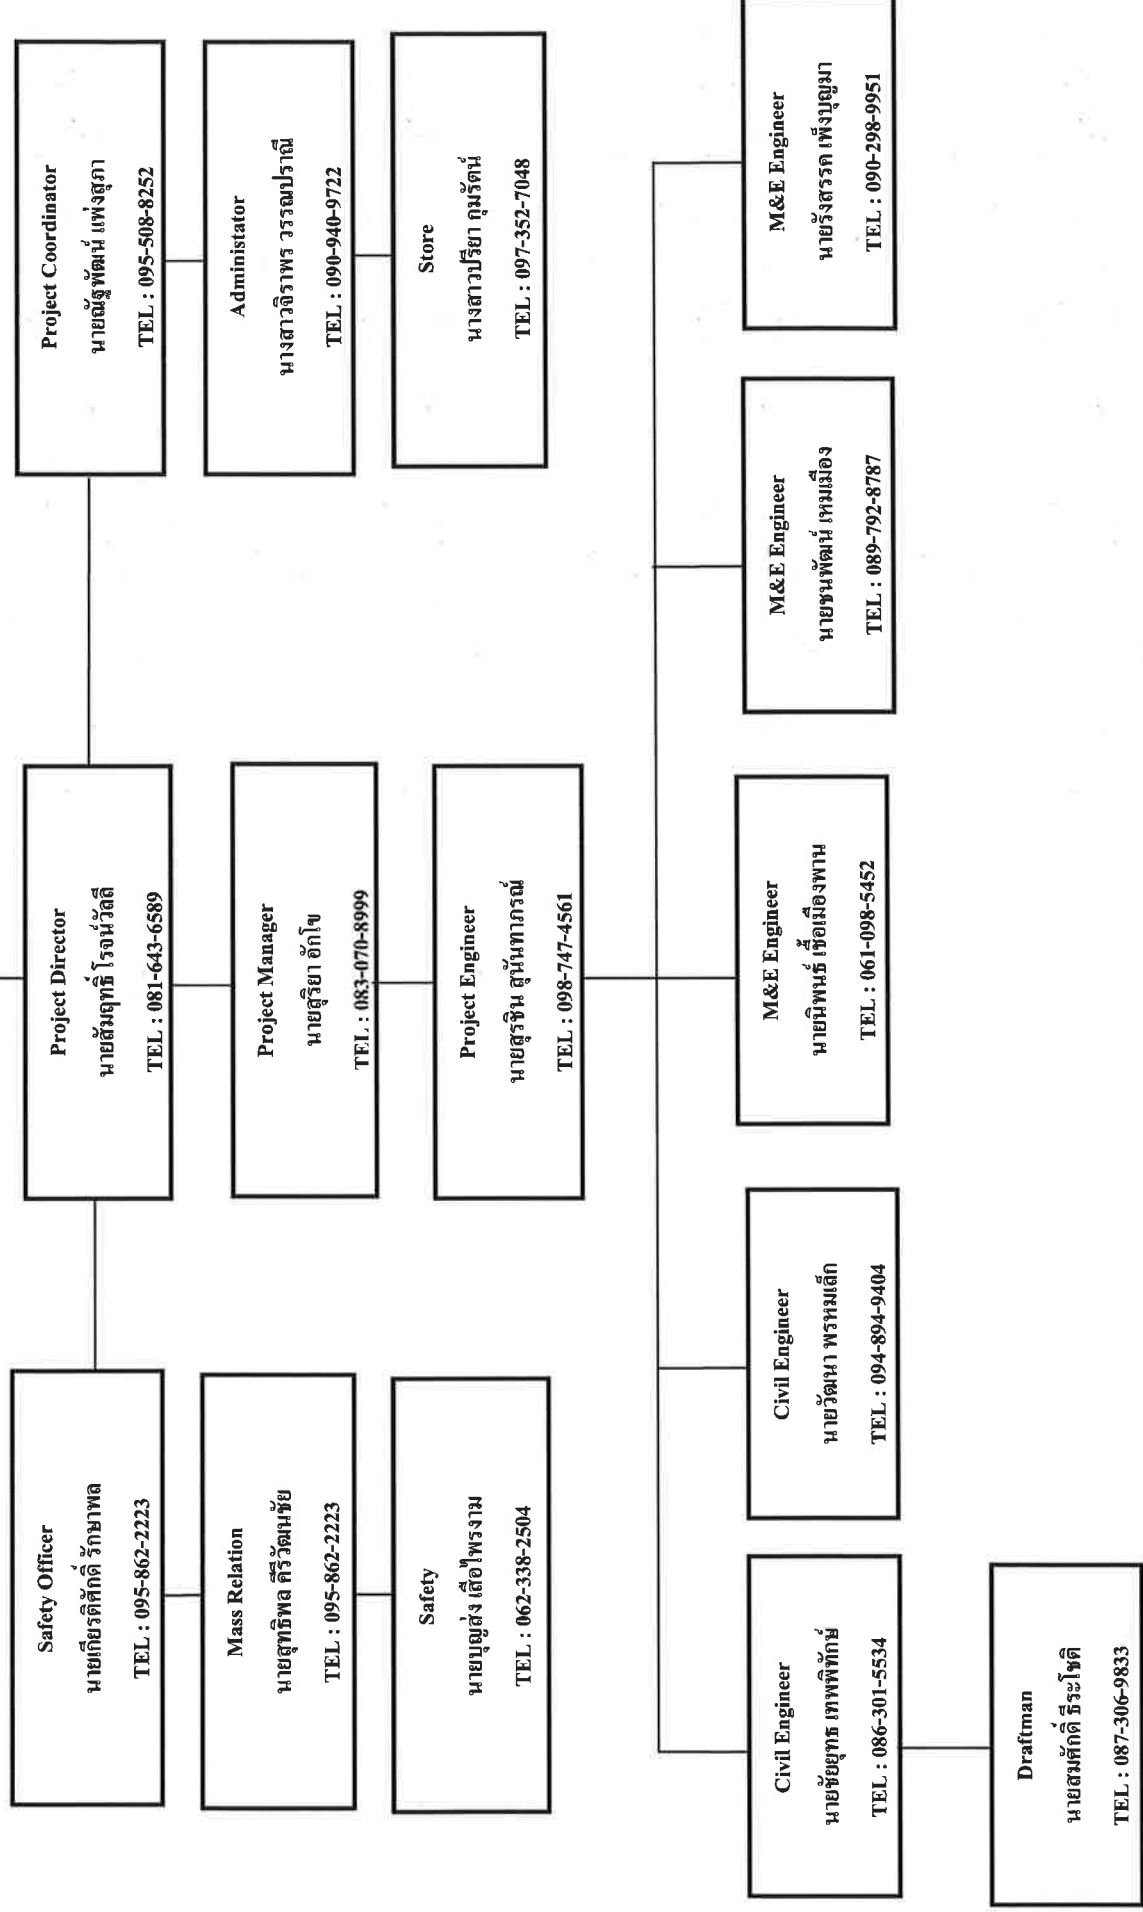 Safety Officer
นายเกียรติศักดิ์ รักษาพล
TEL : 095-862-2223
Project Director
นายสัมฤทธิ์ โรจน์วัลลี
TEL : 081-643-6589
Project Coordinator
นายณัฐพัฒน์ แพ่งสุภา
TEL : 095-508-8252
Mass Relation
นายสุทธิพล ศิริวัฒนชัย
TEL : 095-862-2223
Project Manager
นายสุริยา อักโข
TEL : 083-070-8999
Administator
นางสาวจิราพร วรรณปราณี
TEL : 090-940-9722
Safety
นายบุญส่ง เสือไพรงาม
TEL : 062-338-2504
Project Engineer
นายสุรชิน สุนันทาภรณ์
TEL : 098-747-4561
Store
นางสาวปรียา กุมรัตน์
TEL : 097-352-7048
Civil Engineer
นายชัยยุทธ เทพพิทักษ์
TEL : 086-301-5534
Civil Engineer
นายวัฒนา พรหมเล็ก
TEL : 094-894-9404
M&E Engineer
นายนิพนธ์ เชื้อเมืองพาน
TEL : 061-098-5452
M&E Engineer
นายชนพัฒน์ เหมเมือง
TEL : 089-792-8787
M&E Engineer
นายรังสรรค เพ็งบุญมา
TEL : 090-298-9951
Draftman
นายสมศักดิ์ ธีระโชติ
TEL : 087-306-9833